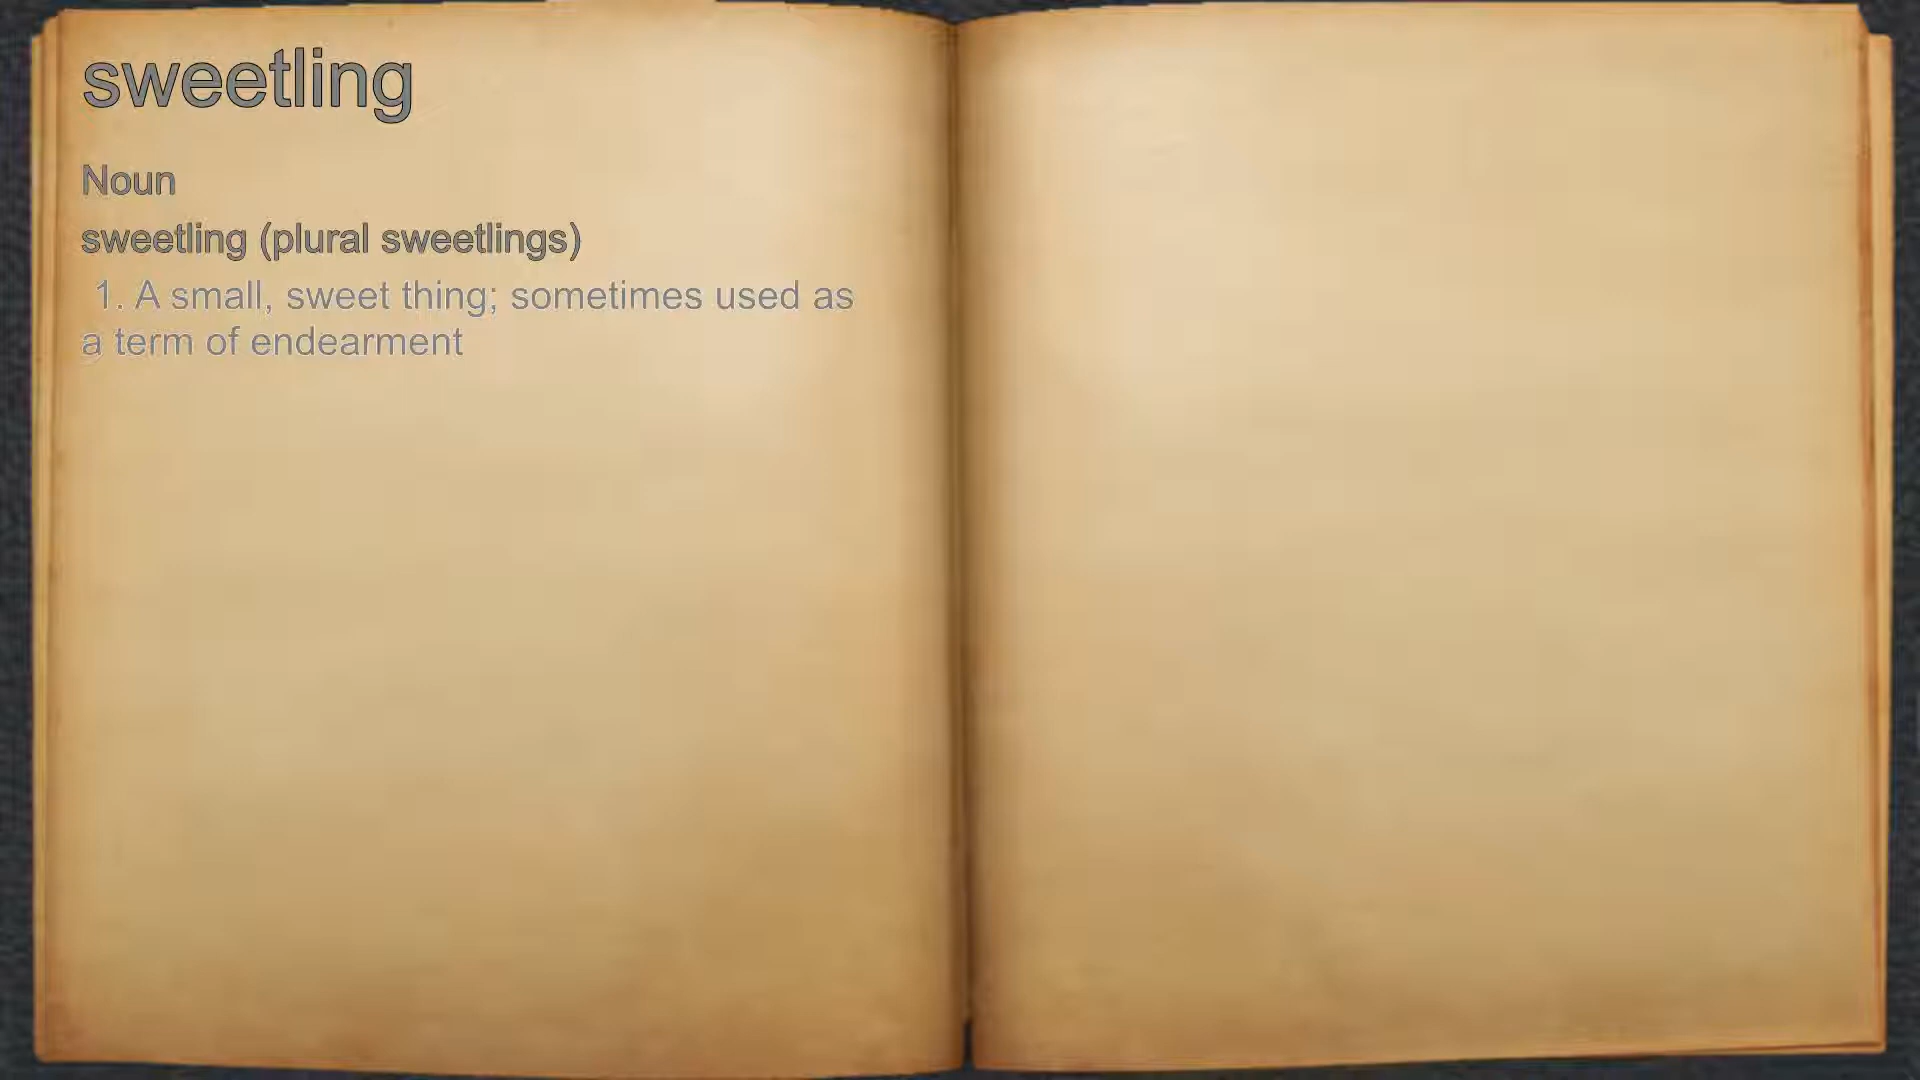 sweetling
Noun
sweetling (plural sweetlings)
1. A small, sweet thing; sometimes used as
a term of endearment